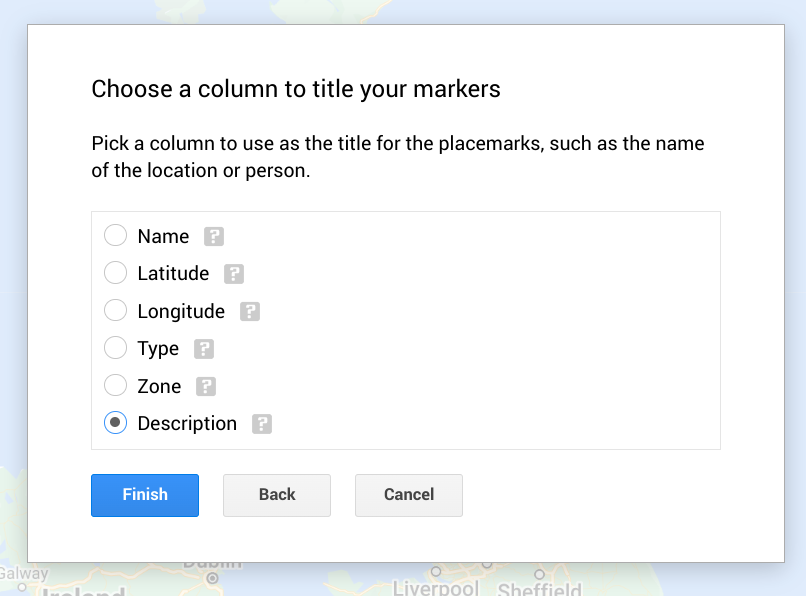 Choose a column to title your markers
Pick a column to use as the title for the placemarks, such as the name
of the location or person.
Name ?
Latitude ?
Longitude ?
Type ?
Zone ?
Description ?
Finish Back Cancel
Dublin
Galway
Ireland
Liverpool Sheffield